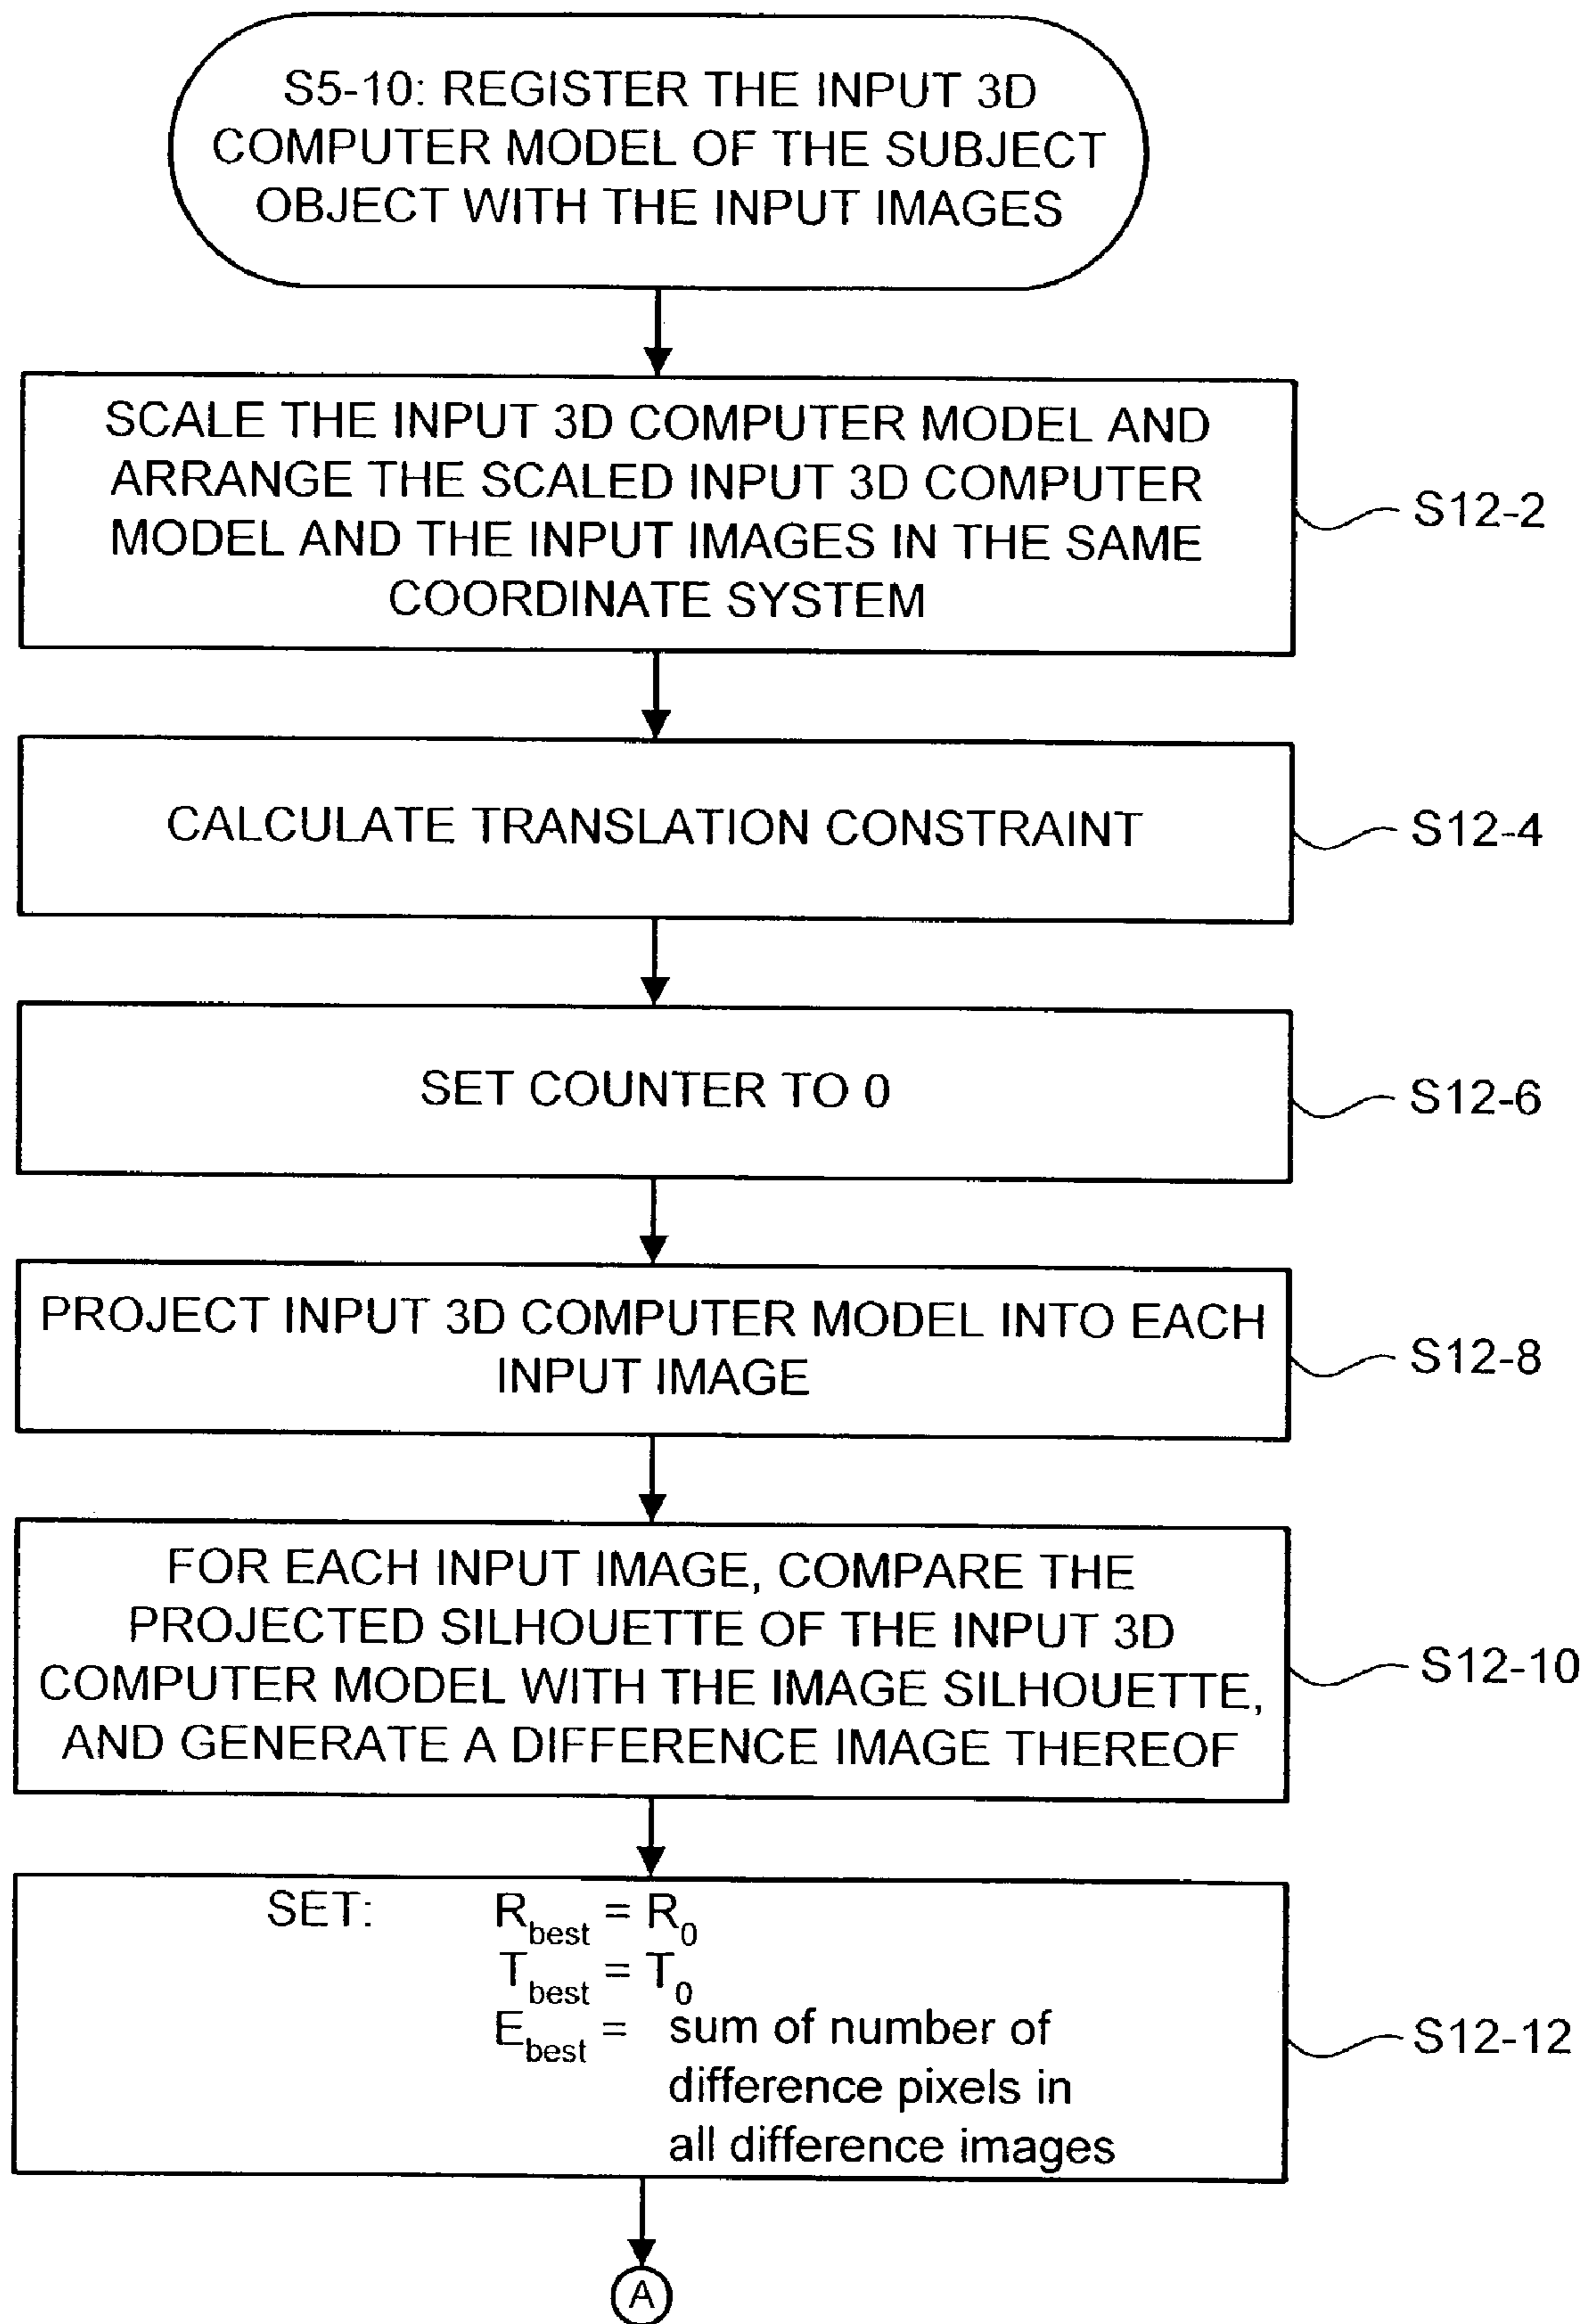 S5-10: REGISTER THE INPUT 3D
COMPUTER MODEL OF THE SUBJECT
OBJECT WITH THE INPUT IMAGES
SCALE THE INPUT 3D COMPUTER MODEL AND
ARRANGE THE SCALED INPUT 3D COMPUTER
MODEL AND THE INPUT IMAGES IN THE SAME
COORDINATE SYSTEM
S12-2
CALCULATE TRANSLATION CONSTRAINT
S12-4
SET COUNTER TO 0
S12-6
PROJECT INPUT 3D COMPUTER MODEL INTO EACH
INPUT IMAGE
S12-8
FOR EACH INPUT IMAGE, COMPARE THE
PROJECTED SILHOUETTE OF THE INPUT 3D
COMPUTER MODEL WITH THE IMAGE SILHOUETTE,
AND GENERATE A DIFFERENCE IMAGE THEREOF
S12-10
SET: R_best = R_0
T_best = T_0
E_best = sum of number of
difference pixels in
all difference images
S12-12
A